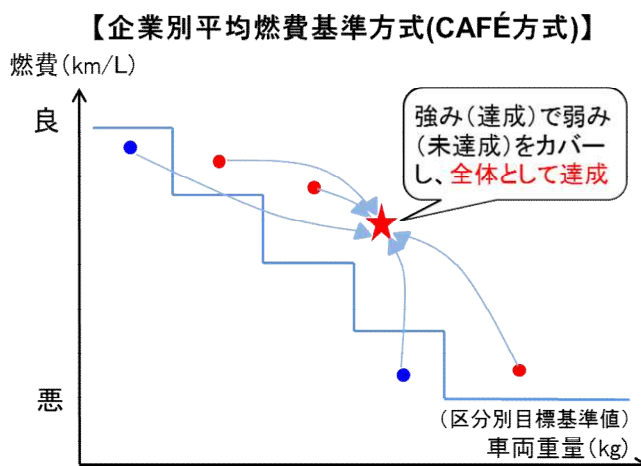 【企業別平均燃費基準方式(CAFÉ方式)】
燃費(km/L)
良
強み(達成)で弱み
(未達成)をカバー
し、全体として達成
悪
(区分別目標基準値)
車両重量(kg)